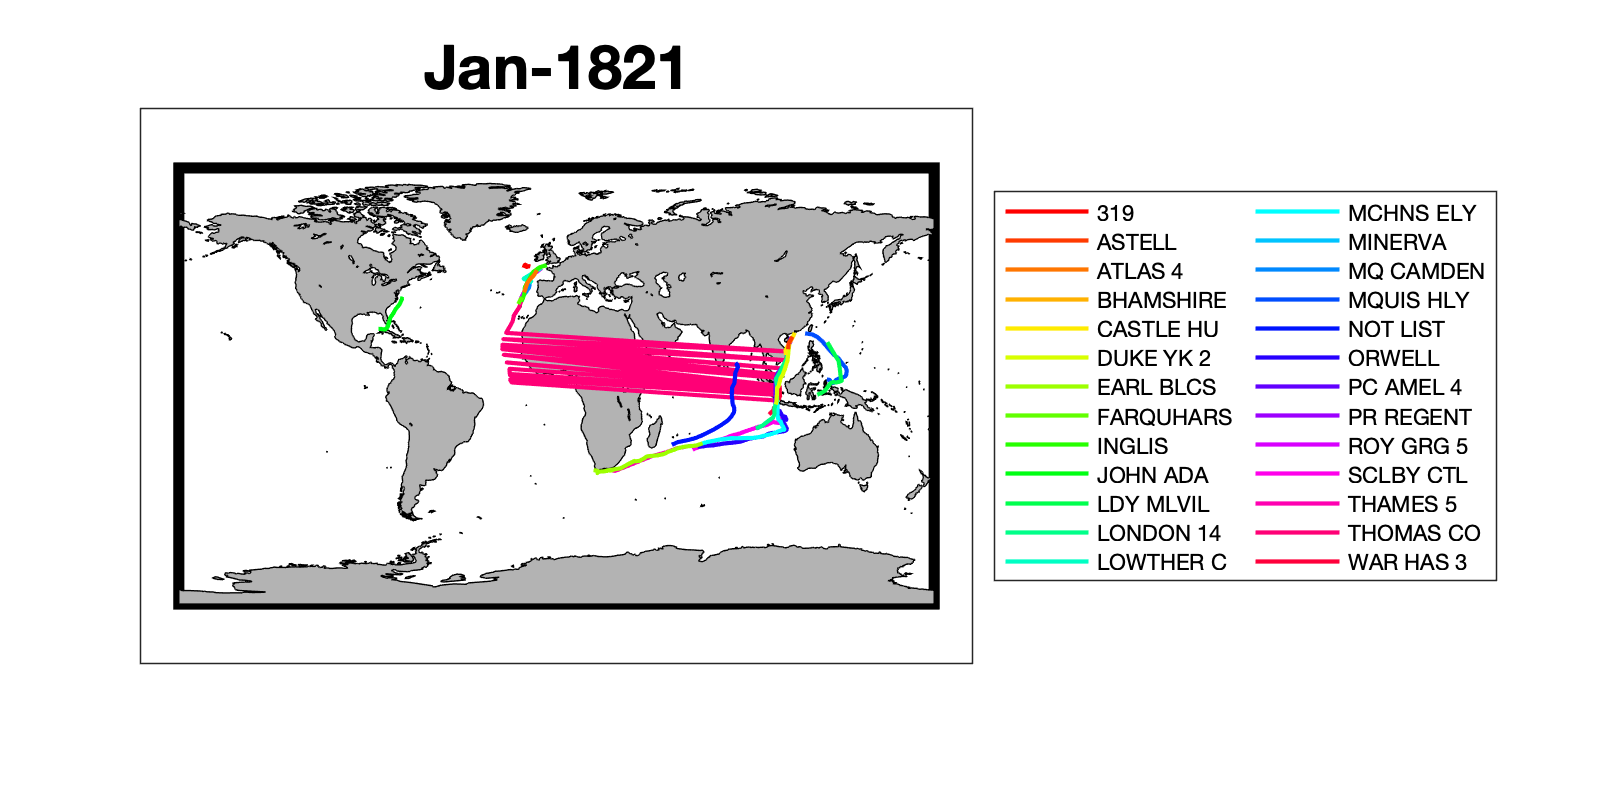 Jan-1821
319
ASTELL
ATLAS 4
BHAMSHIRE
CASTLE HU
DUKE YK 2
EARL BLCS
FARQUHARS
INGLIS
JOHN ADA
LDY MLVIL
LONDON 14
LOWTHER C
MCHNS ELY
MINERVA
MQ CAMDEN
MQUIS HLY
NOT LIST
ORWELL
PC AMEL 4
PR REGENT
ROY GRG 5
SCLBY CTL
THAMES 5
THOMAS CO
WAR HAS 3